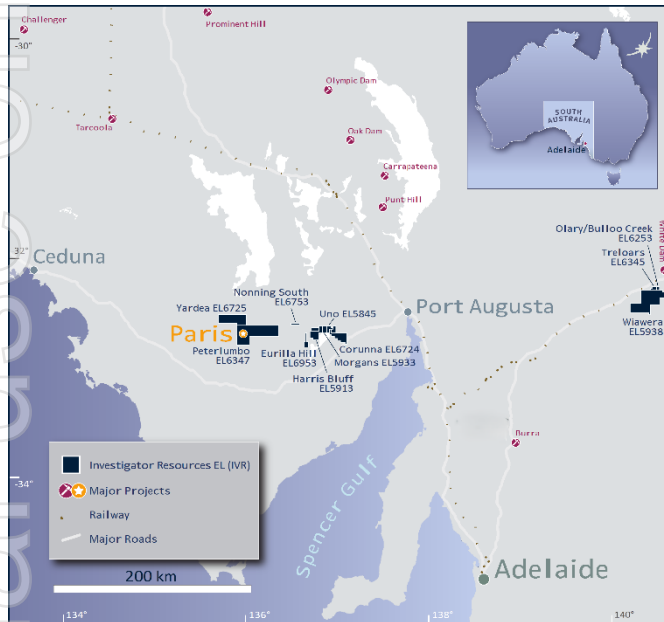 Challenger
-30°
Prominent Hill
Olympic Dam
SOUTH
AUSTRALIA
Adelaide
Tarcoola
Oak Dam
Carrapateena
Punt Hill
Olary/Bulloo Creek
EL6253
Treloars
EL6345
White Dam
32°
Ceduna
Nonning South
EL6753
Yardea EL6725
Uno EL5845
Port Augusta
Paris
Peterlumbo
EL6347
Eurilla Hill
EL6953
Corunna EL6724
Morgans EL5933
Harris Bluff
EL5913
Wiawera
EL5938
Burra
Investigator Resources EL (IVR)
Major Projects
Railway
Major Roads
Spencer Gulf
-34°
200 km
Adelaide
134°
136°
138°
140°